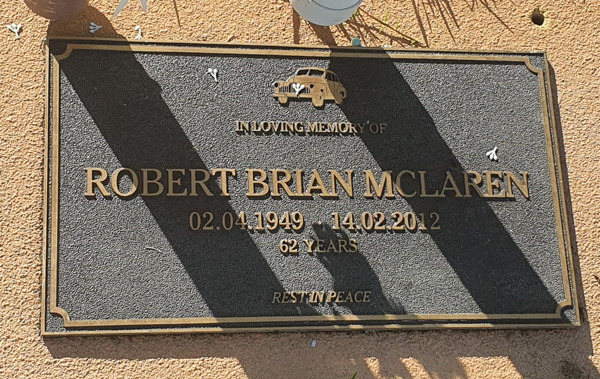 IN LOVING MEMORY OF
ROBERT BRIAN MCLAREN
02.04.1949 - 14.02.2012
62 YEARS
REST IN PEACE